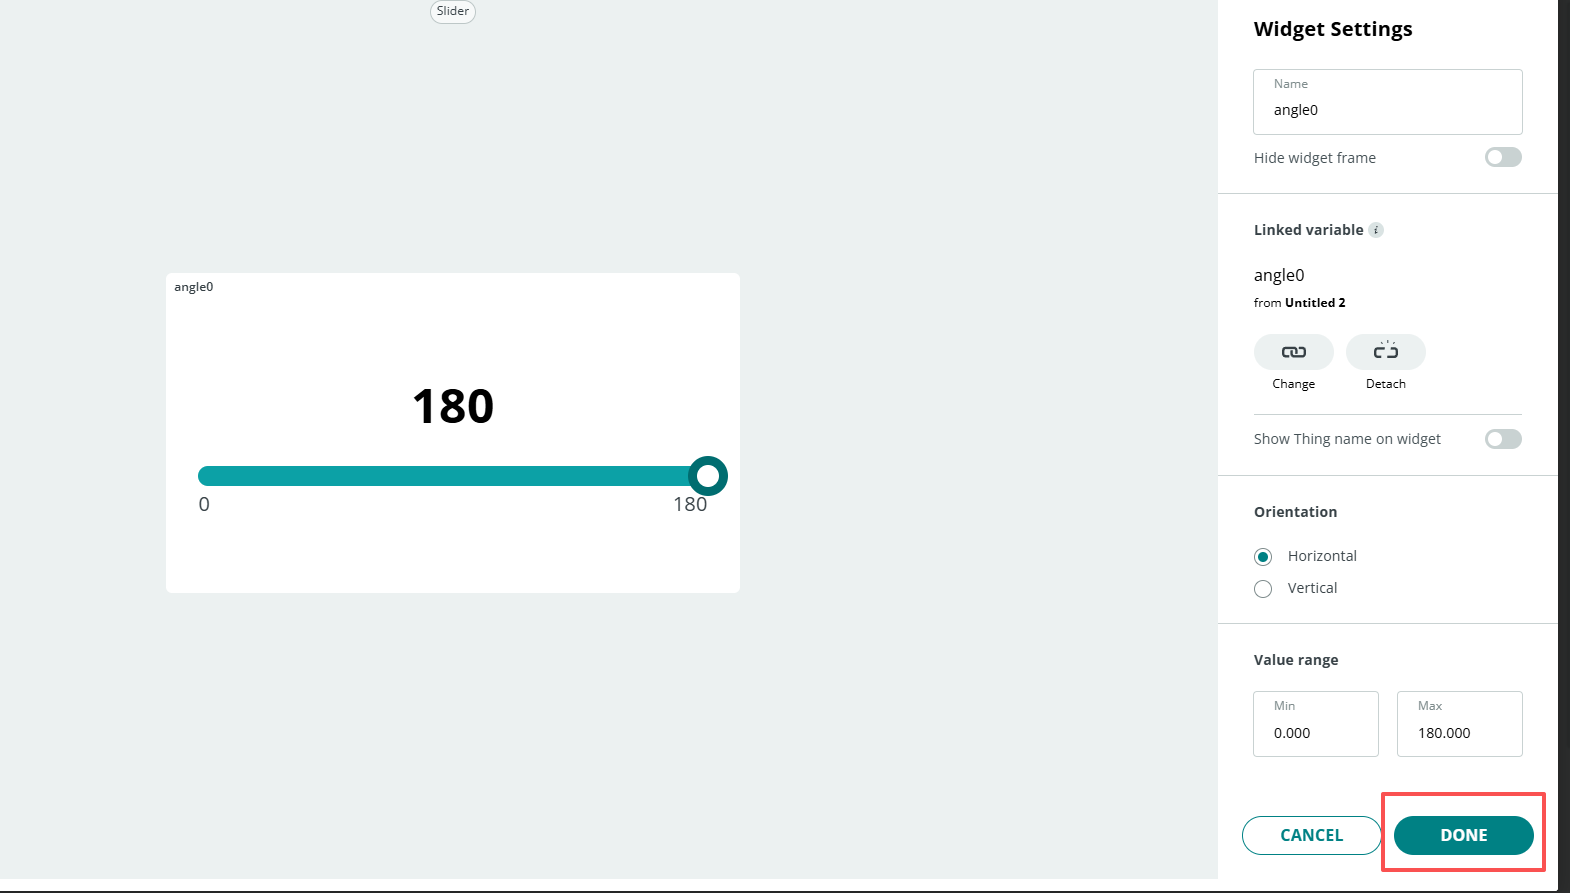 Slider
angle0
180
0
180
Widget Settings
Name
angle0
Hide widget frame
Linked variable i
angle0
from Untitled 2
Change Detach
Show Thing name on widget
Orientation
Horizontal
Vertical
Value range
Min Max
0.000 180.000
CANCEL DONE